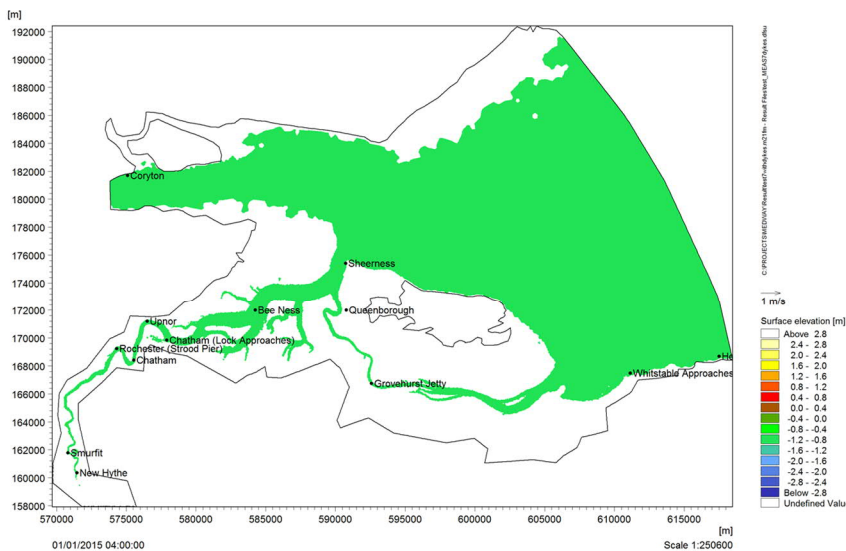 [m]
192000
190000
188000
186000
184000
182000
180000
178000
176000
174000
172000
170000
168000
166000
164000
162000
160000
158000
Coryton
Sheerness
Bee Ness
Queenborough
Upnor
Chatham (Lock Approaches)
Rochester (Strood Pier)
Chatham
Grovehurst Jetty
Whitstable Approaches
He
Smurfit
New Hythe
570000 575000 580000 585000 590000 595000 600000 605000 610000 615000
[m]
01/01/2015 04:00:00
Scale 1:250600
1 m/s
Surface elevation [m]
Above 2.8
2.4 - 2.8
2.0 - 2.4
1.6 - 2.0
1.2 - 1.6
0.8 - 1.2
0.4 - 0.8
0.0 - 0.4
-0.4 - 0.0
-0.8 - -0.4
-1.2 - -0.8
-1.6 - -1.2
-2.0 - -1.6
-2.4 - -2.0
-2.8 - -2.4
Below -2.8
Undefined Valu